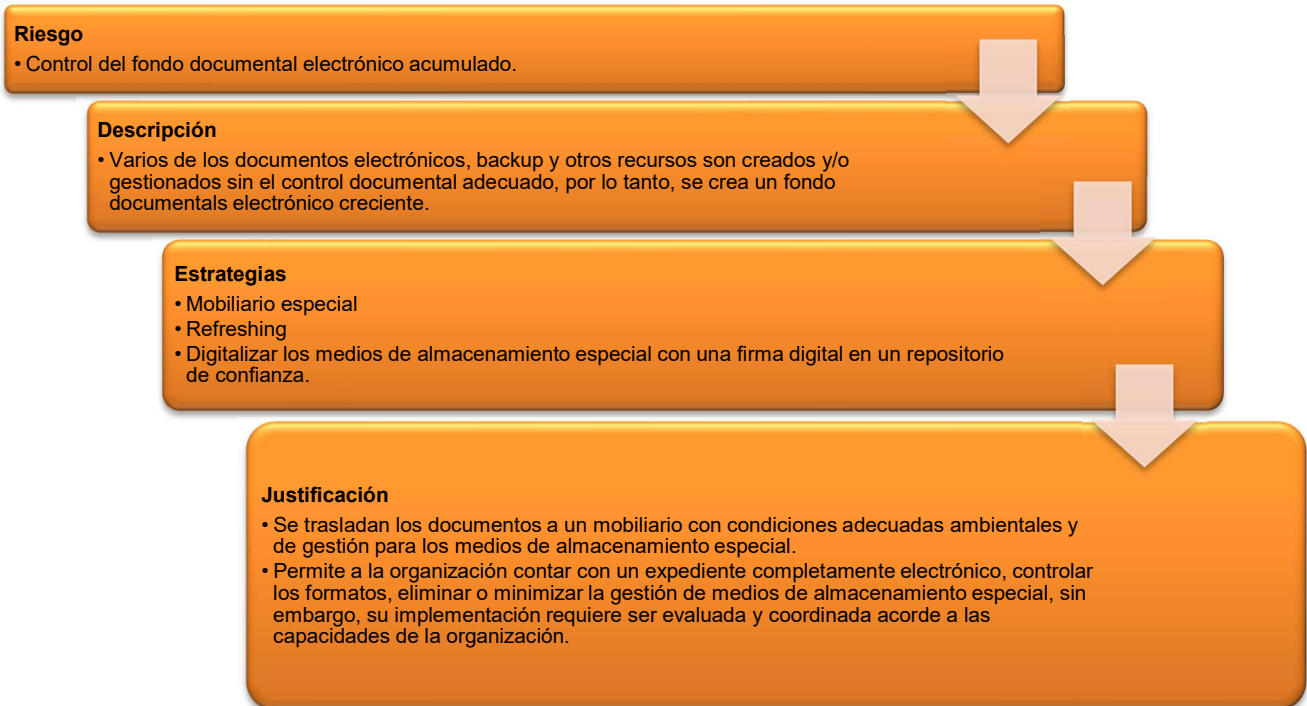 Riesgo
• Control del fondo documental electrónico acumulado.
Descripción
• Varios de los documentos electrónicos, backup y otros recursos son creados y/o
gestionados sin el control documental adecuado, por lo tanto, se crea un fondo
documentals electrónico creciente.
Estrategias
• Mobiliario especial
• Refreshing
• Digitalizar los medios de almacenamiento especial con una firma digital en un repositorio
de confianza.
Justificación
• Se trasladan los documentos a un mobiliario con condiciones adecuadas ambientales y
de gestión para los medios de almacenamiento especial.
• Permite a la organización contar con un expediente completamente electrónico, controlar
los formatos, eliminar o minimizar la gestión de medios de almacenamiento especial, sin
embargo, su implementación requiere ser evaluada y coordinada acorde a las
capacidades de la organización.